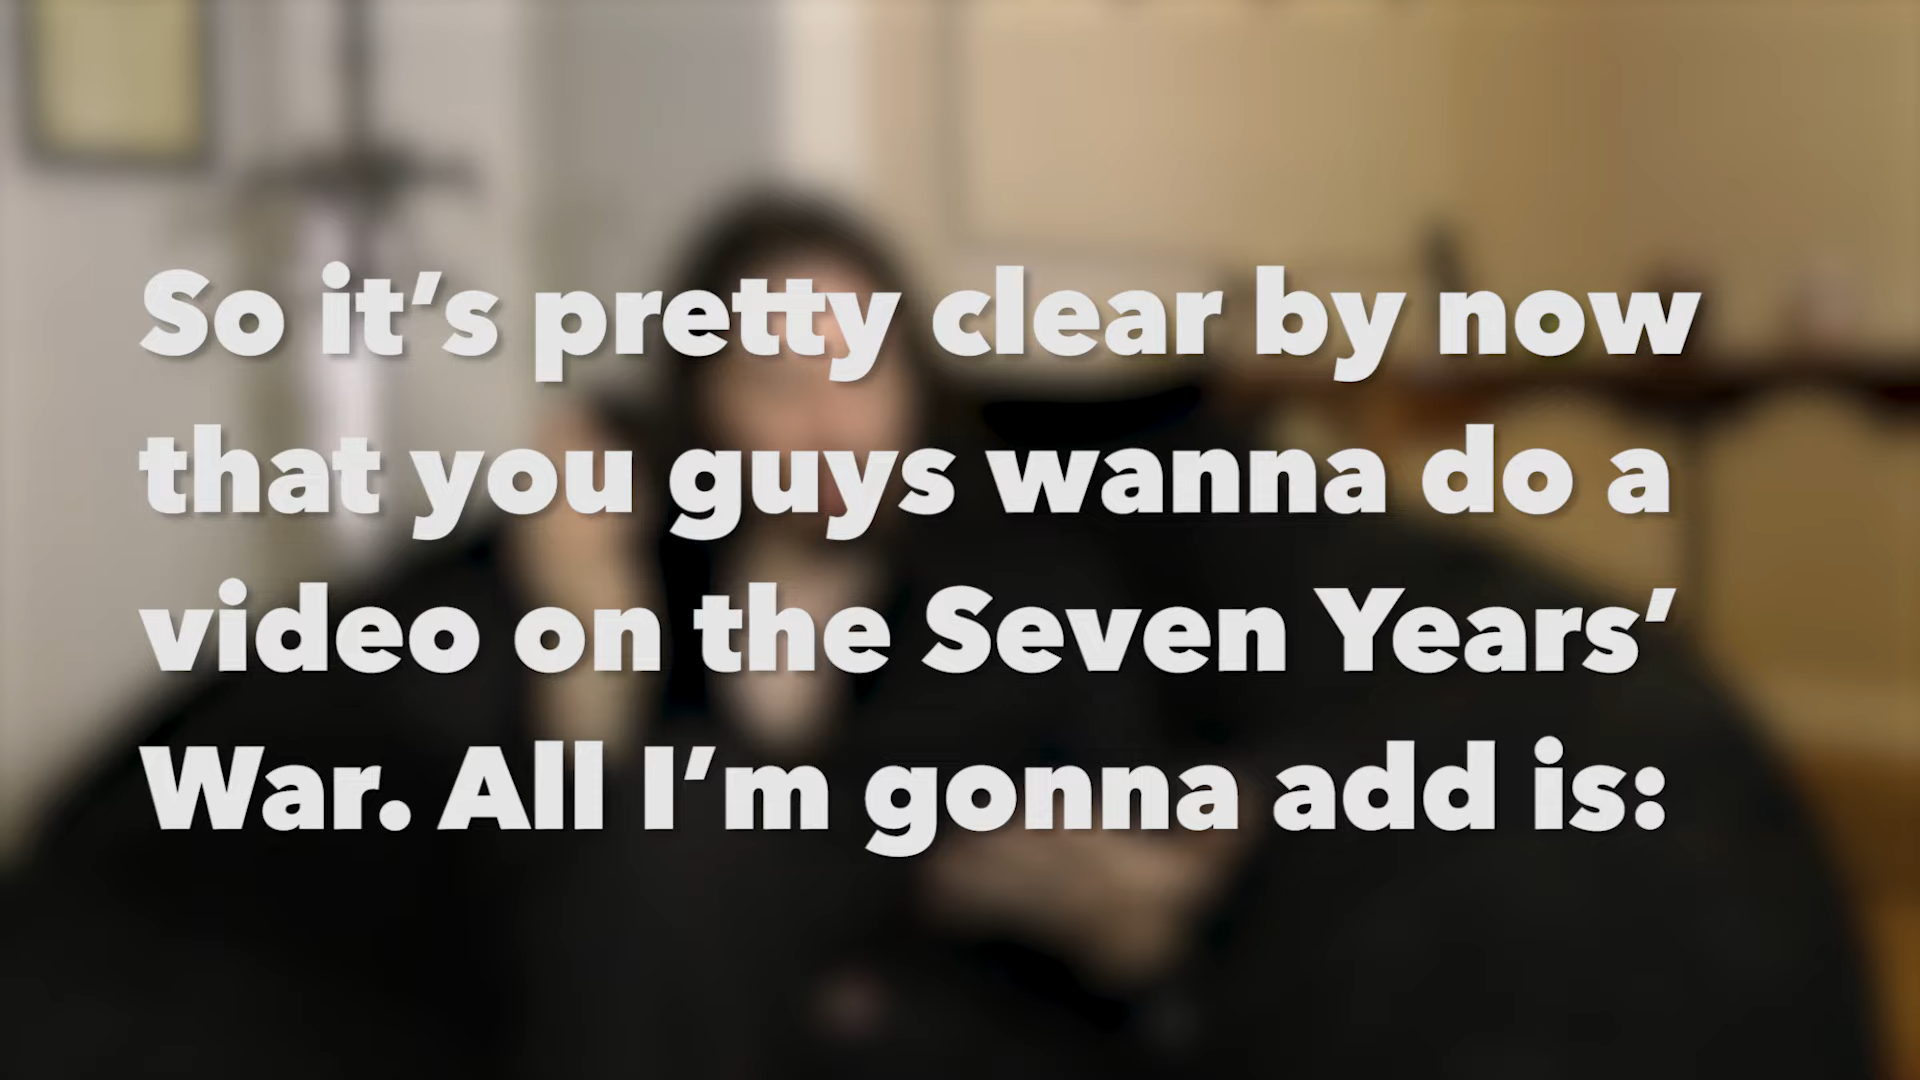 So it’s pretty clear by now
that you guys wanna do a
video on the Seven Years’
War. All I’m gonna add is: